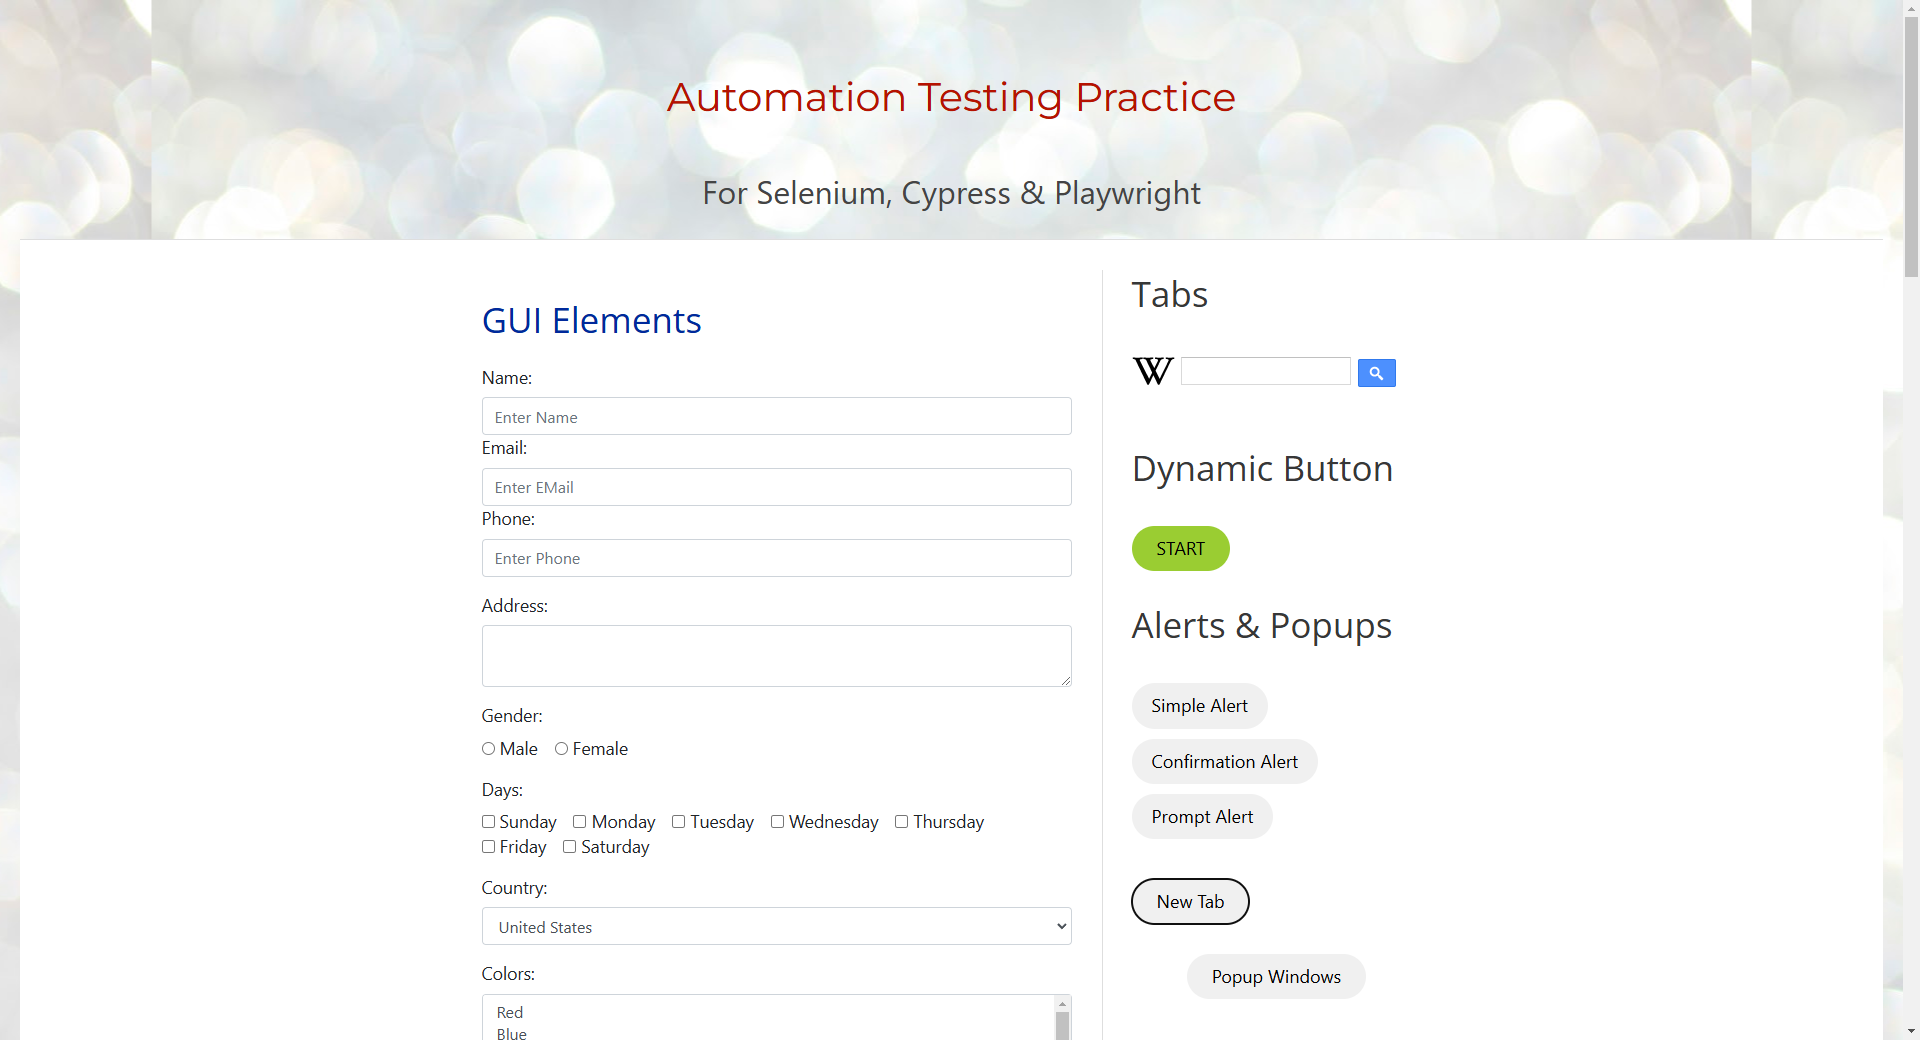 Automation Testing Practice
For Selenium, Cypress & Playwright
GUI Elements
Name:
Enter Name
Email:
Enter EMail
Phone:
Enter Phone
Address:
Gender:
Male Female
Days:
Sunday Monday Tuesday Wednesday Thursday
Friday Saturday
Country:
United States
Colors:
Red
Blue
Tabs
W
Dynamic Button
START
Alerts & Popups
Simple Alert
Confirmation Alert
Prompt Alert
New Tab
Popup Windows